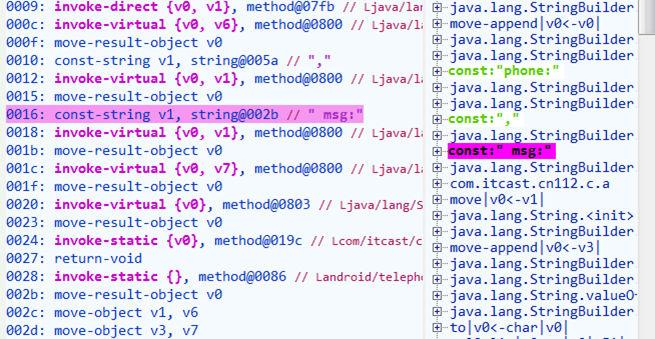 0009: invoke-direct {v0, v1}, method@07fb // Ljava/lan
000c: invoke-virtual {v0, v6}, method@0800 // Ljava/la
000f: move-result-object v0
0010: const-string v1, string@005a // ","
0012: invoke-virtual {v0, v1}, method@0800 // Ljava/la
0015: move-result-object v0
0016: const-string v1, string@002b // " msg:"
0018: invoke-virtual {v0, v1}, method@0800 // Ljava/la
001b: move-result-object v0
001c: invoke-virtual {v0, v7}, method@0800 // Ljava/la
001f: move-result-object v0
0020: invoke-virtual {v0}, method@0803 // Ljava/lang/S
0023: move-result-object v0
0024: invoke-static {v0}, method@019c // Lcom/itcast/c
0027: return-void
0028: invoke-static {}, method@0086 // Landroid/teleph
002b: move-result-object v0
002c: move-object v1, v6
002d: move-object v3, v7
java.lang.StringBuilder
move-append|v0<-v0|
java.lang.StringBuilder
java.lang.StringBuilder
const:"phone:"
java.lang.StringBuilder
java.lang.StringBuilder
const:","
java.lang.StringBuilder
const:" msg:"
java.lang.StringBuilder
com.itcast.cn112.c.a
move|v0<-v1|
java.lang.String.<init>
java.lang.StringBuilder
move-append|v0<-v3|
java.lang.StringBuilder
java.lang.String.valueO
java.lang.StringBuilder
to|v0<-char|v0|